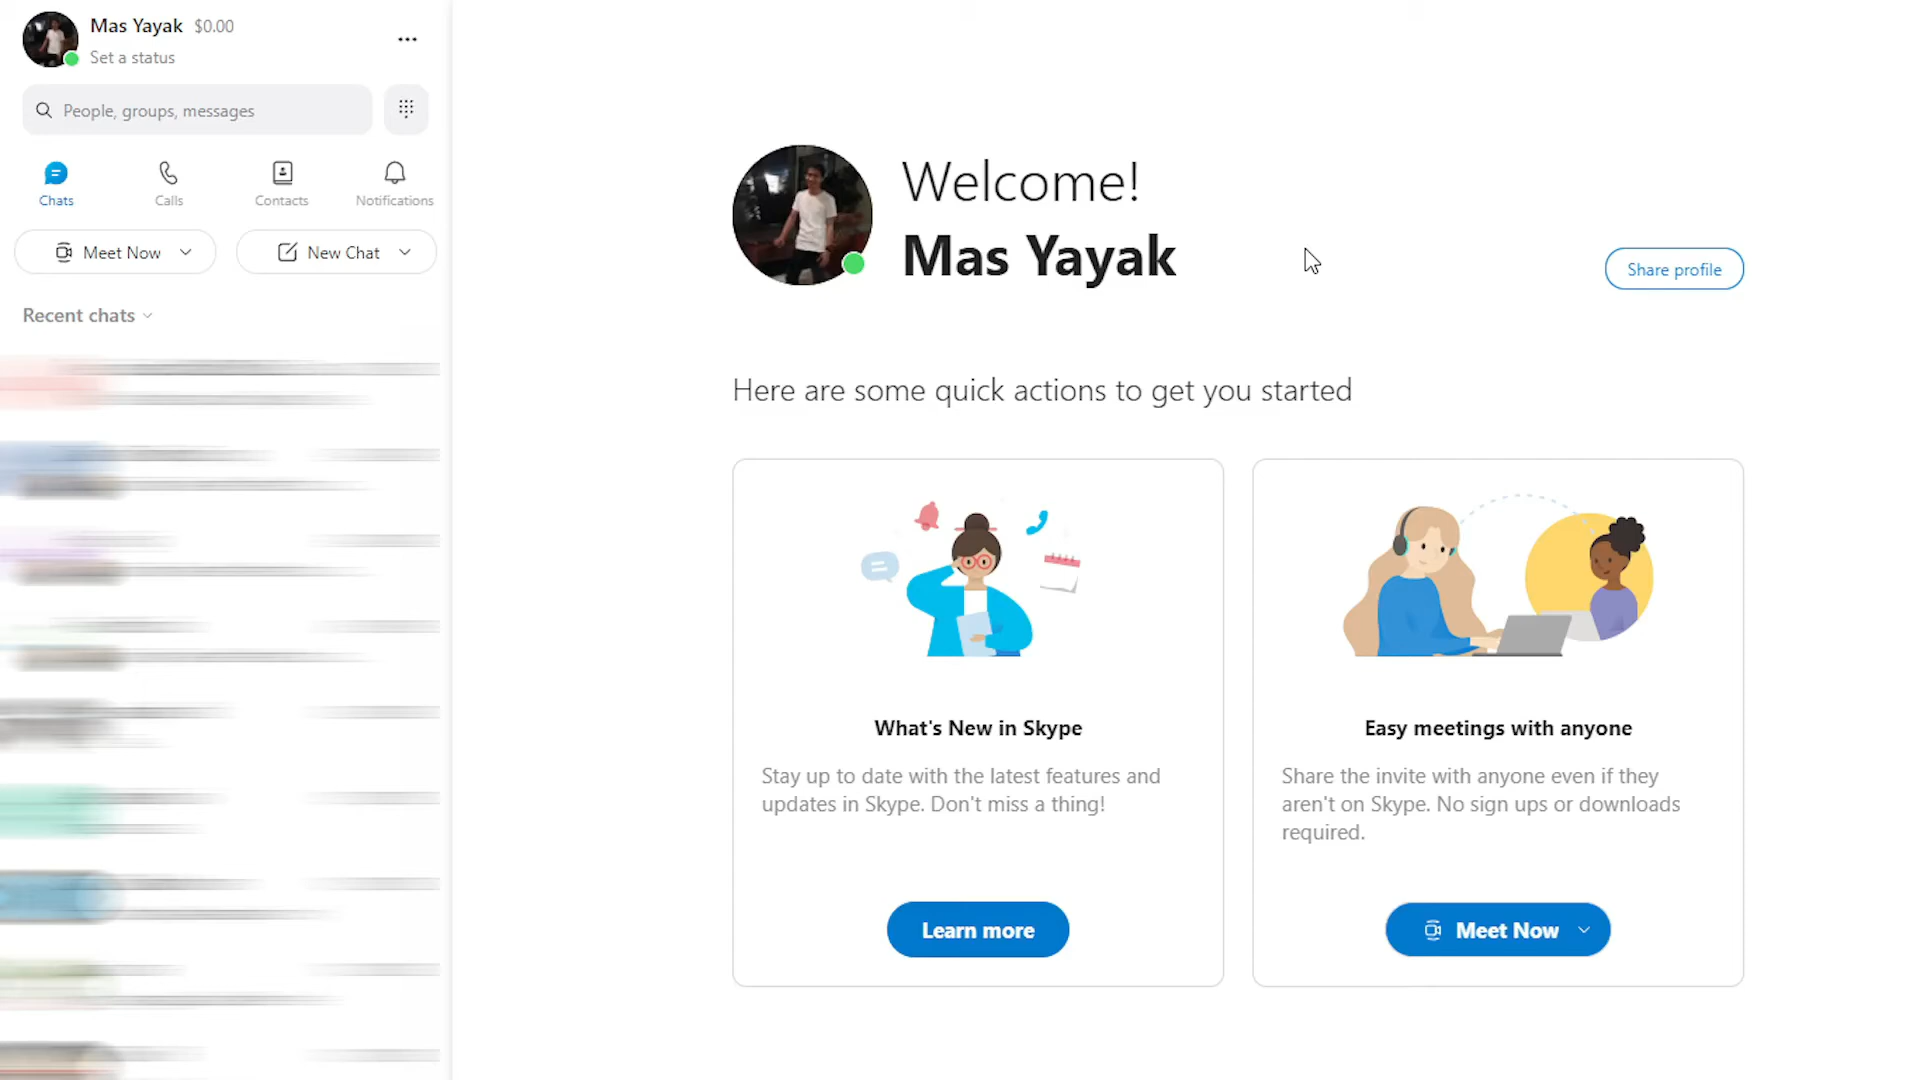 Mas Yayak $0.00
Set a status
People, groups, messages
Chats
Calls
Contacts
Notifications
Meet Now
New Chat
Recent chats
Welcome!
Mas Yayak
Share profile
Here are some quick actions to get you started
What's New in Skype
Stay up to date with the latest features and
updates in Skype. Don't miss a thing!
Learn more
Easy meetings with anyone
Share the invite with anyone even if they
aren't on Skype. No sign ups or downloads
required.
Meet Now